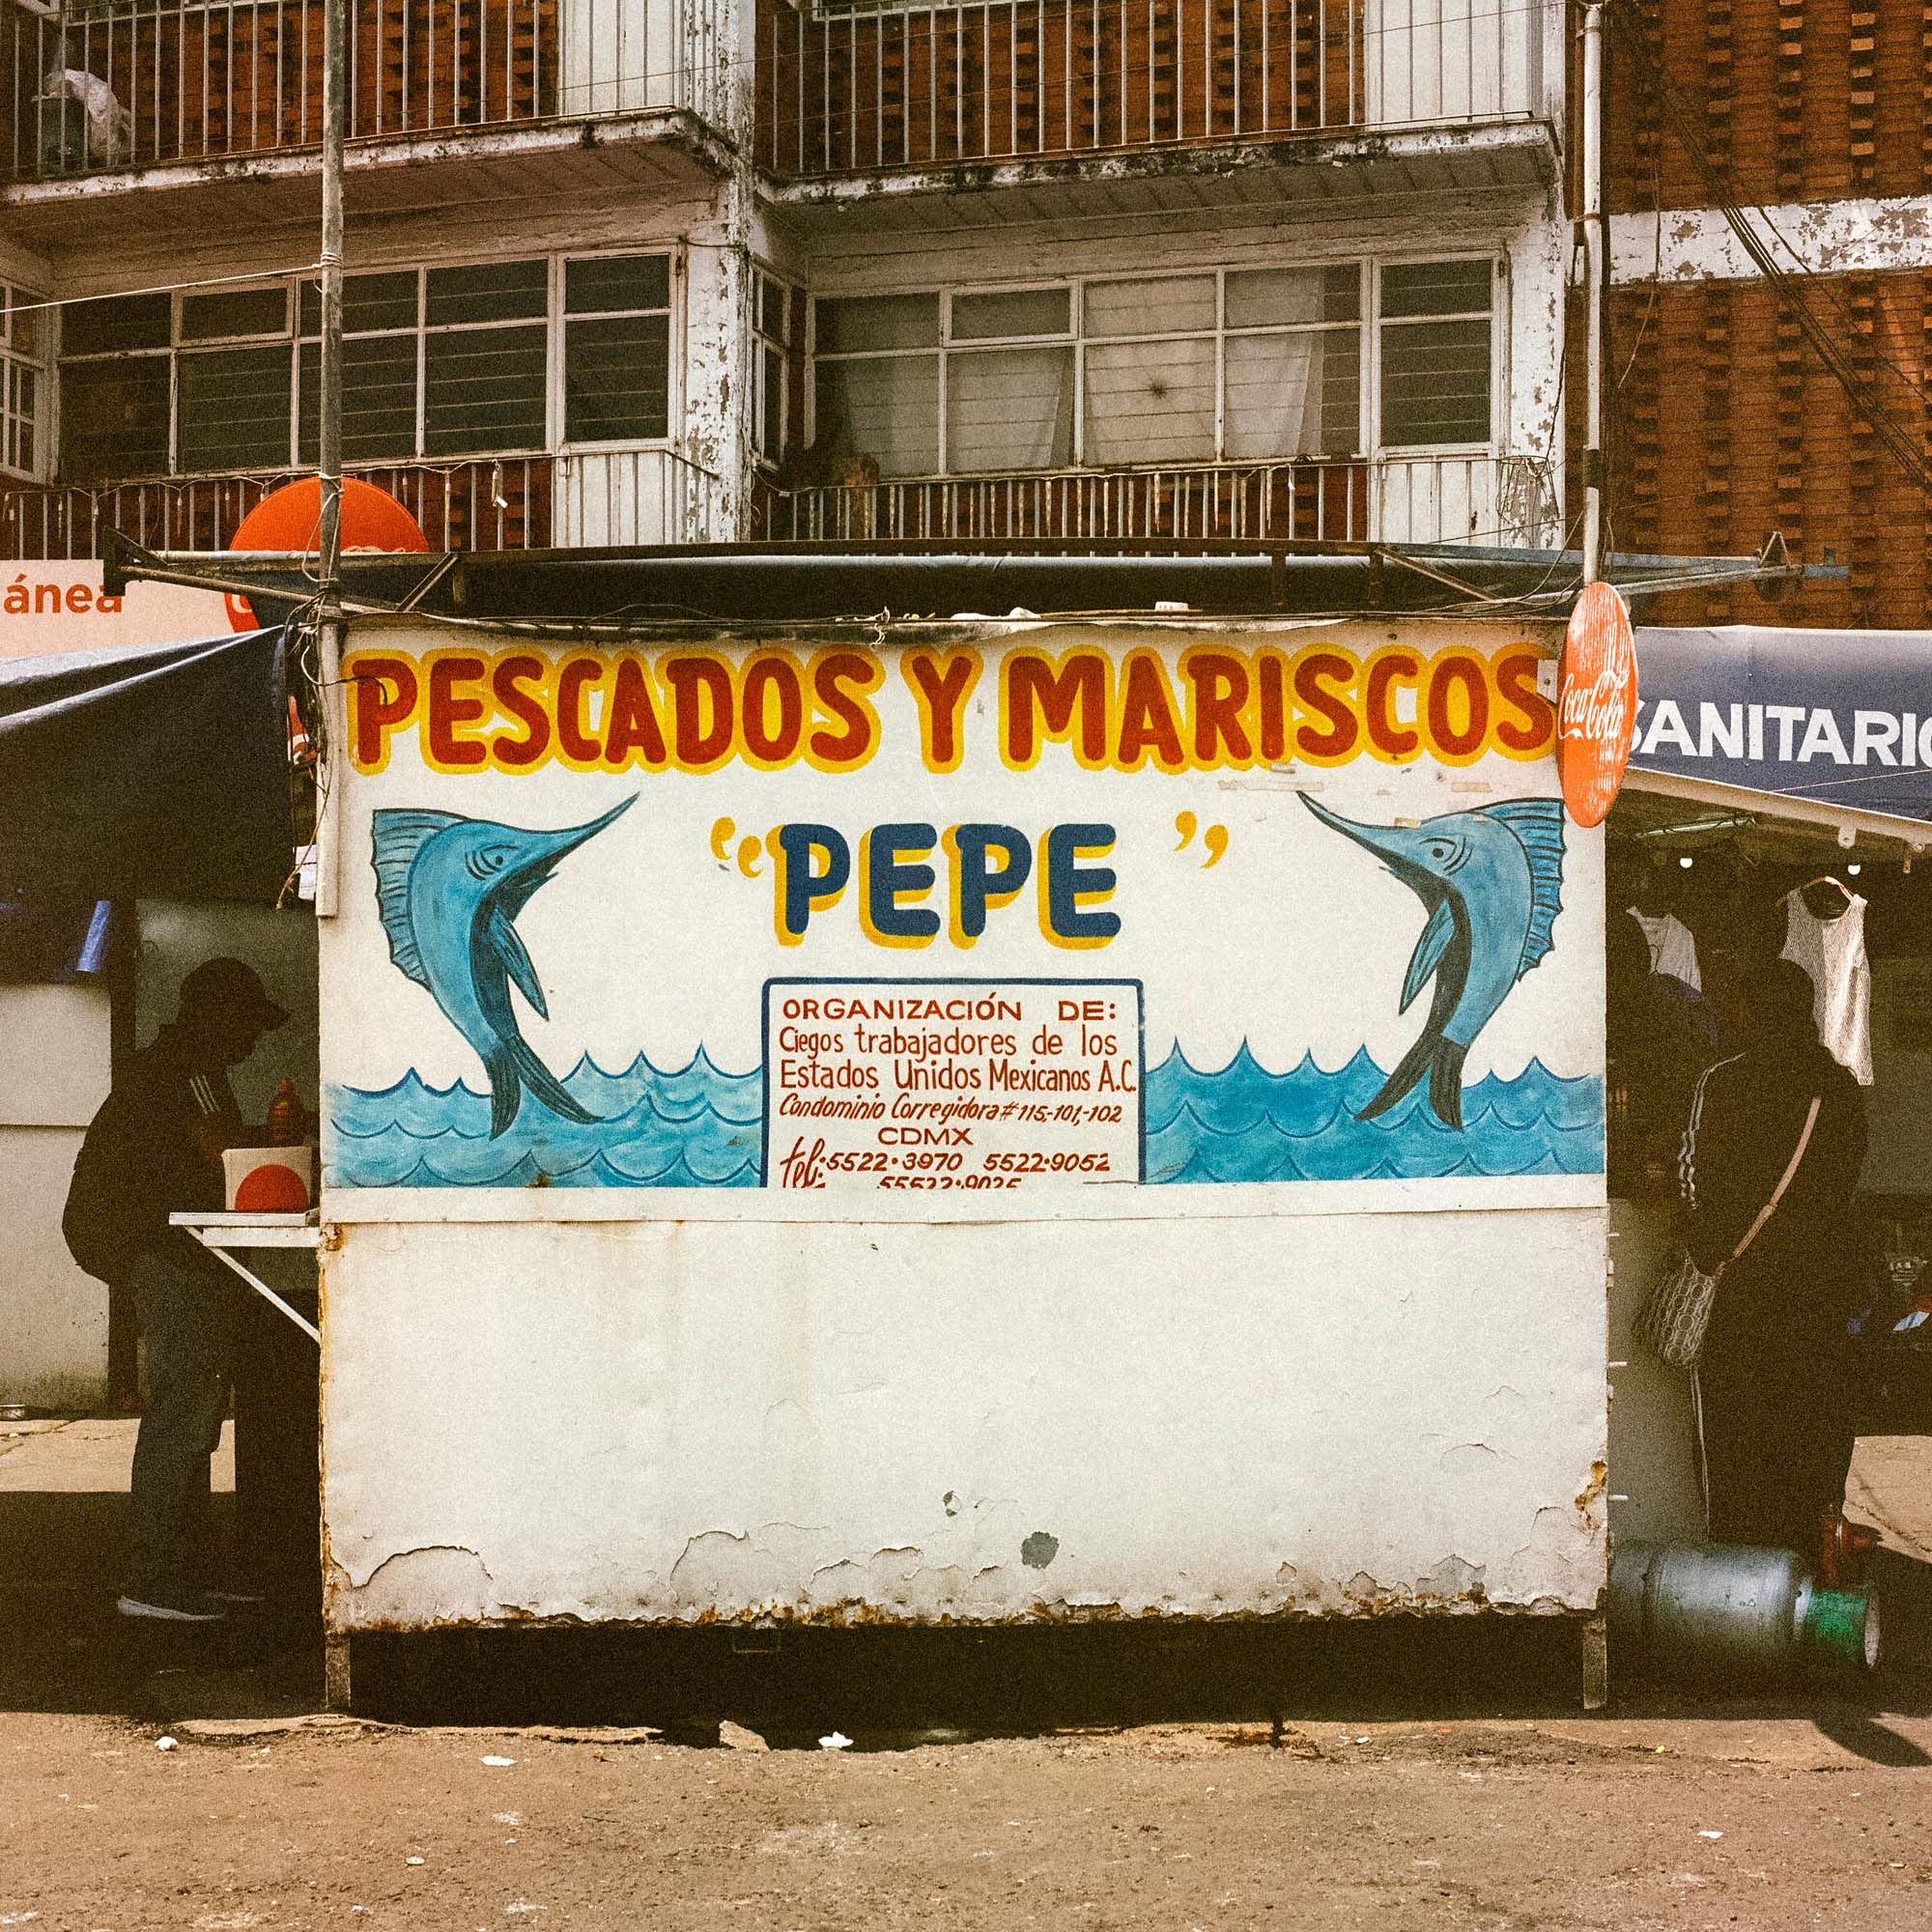 ánea
PESCADOS Y MARISCOS
"PEPE"
Coca-Cola
SANITARIO
ORGANIZACIÓN DE:
Ciegos trabajadores de los
Estados Unidos Mexicanos A.C.
Condominio Corregidora #115-101-102
CDMX
tel: 5522·3970 5522·9052